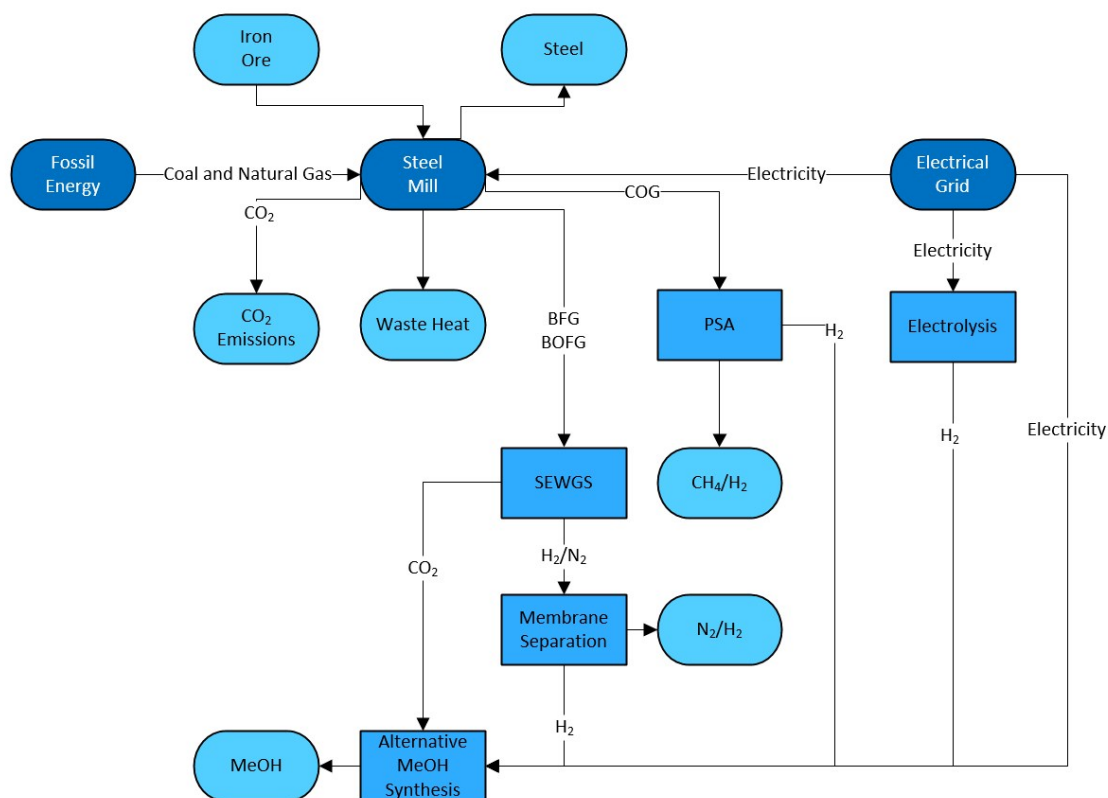 Iron
Ore
Steel
Fossil
Energy
Coal and Natural Gas
Steel
Mill
Electricity
Electrical
Grid
COG
CO₂
Electricity
CO₂
Emissions
Waste Heat
BFG
BOFG
PSA
H₂
Electrolysis
H₂
Electricity
SEWGS
CH₄/H₂
H₂/N₂
CO₂
Membrane
Separation
N₂/H₂
H₂
MeOH
Alternative
MeOH
Synthesis